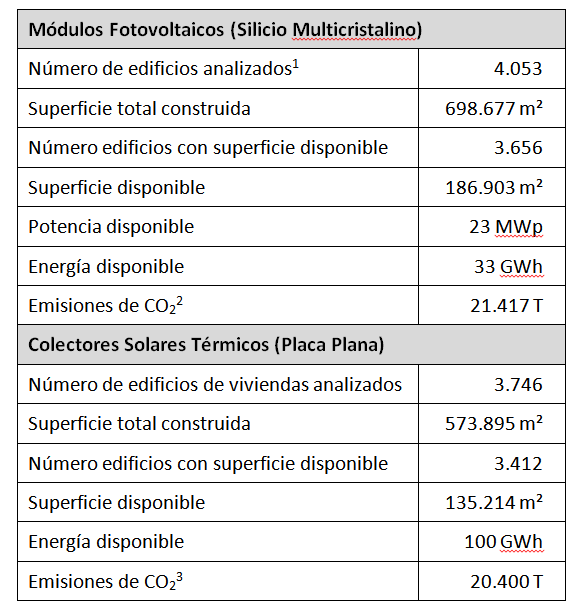 Módulos Fotovoltaicos (Silicio Multicristalino)
Número de edificios analizados¹ 4.053
Superficie total construida 698.677 m²
Número edificios con superficie disponible 3.656
Superficie disponible 186.903 m²
Potencia disponible 23 MWp
Energía disponible 33 GWh
Emisiones de CO₂² 21.417 T
Colectores Solares Térmicos (Placa Plana)
Número de edificios de viviendas analizados 3.746
Superficie total construida 573.895 m²
Número edificios con superficie disponible 3.412
Superficie disponible 135.214 m²
Energía disponible 100 GWh
Emisiones de CO₂³ 20.400 T